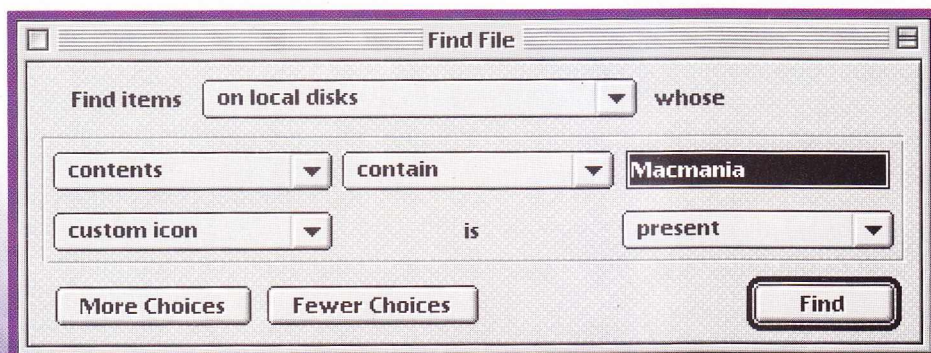 Find File
Find items on local disks whose
contents contain Macmania
custom icon is present
More Choices Fewer Choices Find